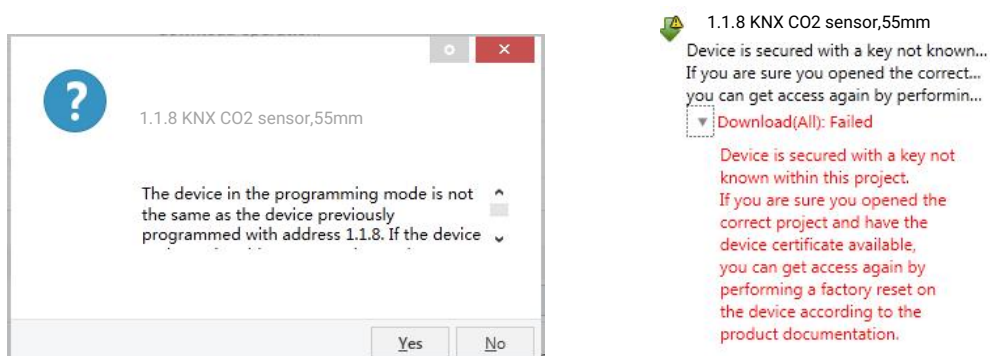 1.1.8 KNX CO2 sensor,55mm
The device in the programming mode is not
the same as the device previously
programmed with address 1.1.8. If the device
Yes
No
1.1.8 KNX CO2 sensor,55mm
Device is secured with a key not known...
If you are sure you opened the correct...
you can get access again by performin...
Download(All): Failed
Device is secured with a key not
known within this project.
If you are sure you opened the
correct project and have the
device certificate available,
you can get access again by
performing a factory reset on
the device according to the
product documentation.